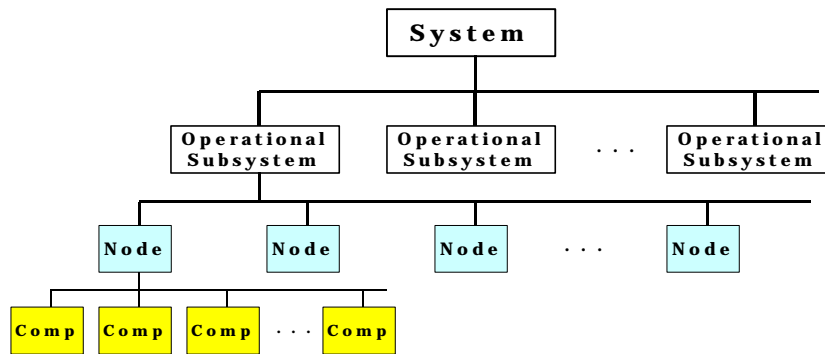 System
Operational
Subsystem
Operational
Subsystem
. . .
Operational
Subsystem
Node
Node
Node
. . .
Node
Comp
Comp
Comp
. . .
Comp